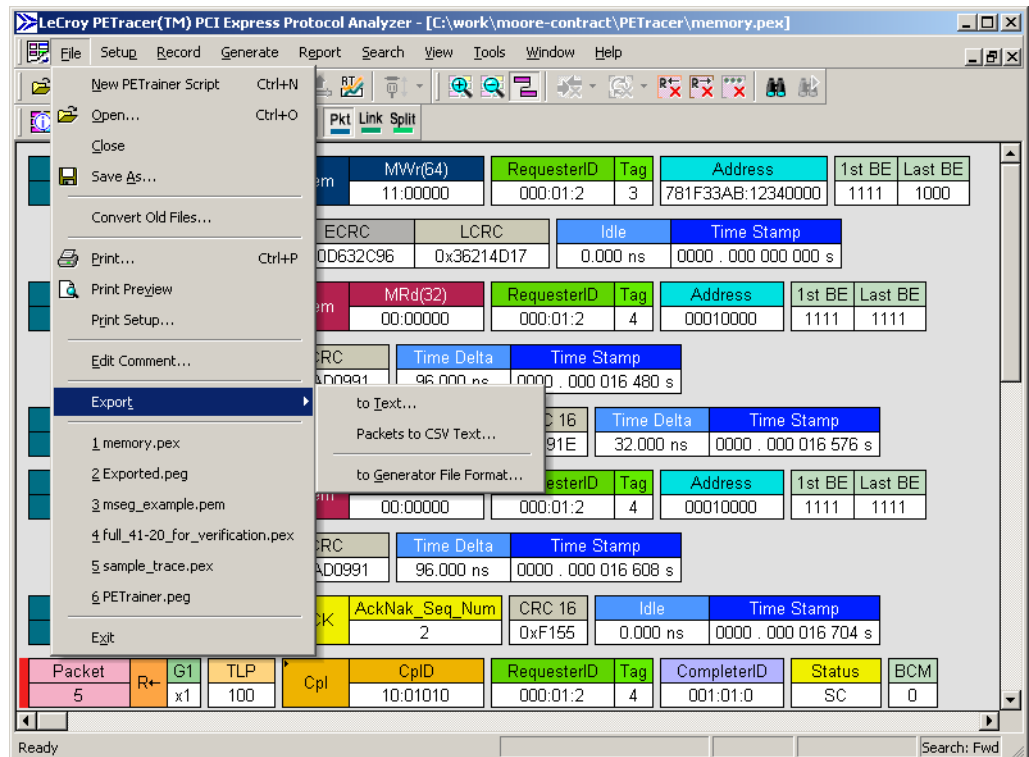 LeCroy PETracer(TM) PCI Express Protocol Analyzer - [C:\work\moore-contract\PETracer\memory.pex]
File Setup Record Generate Report Search View Tools Window Help
New PETrainer Script Ctrl+N
Open... Ctrl+O
Close
Save As...
Convert Old Files...
Print... Ctrl+P
Print Preview
Print Setup...
Edit Comment...
Export
1 memory.pex
2 Exported.peg
3 mseg_example.pem
4 full_41-20_for_verification.pex
5 sample_trace.pex
6 PETrainer.peg
Exit
to Text...
Packets to CSV Text...
to Generator File Format...
Pkt Link Split
MWr(64) RequesterID Tag Address 1st BE Last BE
11:00000 000:01:2 3 781F33AB:12340000 1111 1000
ECRC LCRC Idle Time Stamp
0D632C96 0x36214D17 0.000 ns 0000 . 000 000 000 s
MRd(32) RequesterID Tag Address 1st BE Last BE
00:00000 000:01:2 4 00010000 1111 1111
RC Time Delta Time Stamp
AD0991 96.000 ns 0000 . 000 016 480 s
C 16 Time Delta Time Stamp
91E 32.000 ns 0000 . 000 016 576 s
esterID Tag Address 1st BE Last BE
00:00000 000:01:2 4 00010000 1111 1111
RC Time Delta Time Stamp
AD0991 96.000 ns 0000 . 000 016 608 s
CK AckNak_Seq_Num CRC 16 Idle Time Stamp
2 0xF155 0.000 ns 0000 . 000 016 704 s
Packet R← G1 TLP Cpl CplD RequesterID Tag CompleterID Status BCM
5 x1 100 10:01010 000:01:2 4 001:01:0 SC 0
Ready Search: Fwd